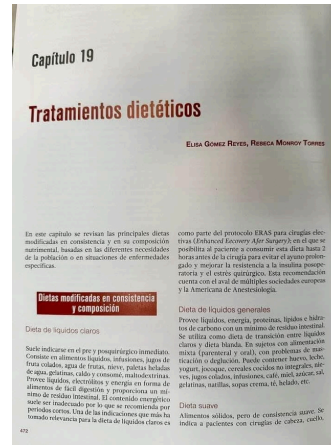 Capítulo 19
Tratamientos dietéticos
Elisa Gómez Reyes, Rebeca Monroy Torres
En este capítulo se revisan las principales dietas
modificadas en consistencia y en su composición
nutrimental, basadas en las diferentes necesidades
de la población o en situaciones de enfermedades
específicas.
Dietas modificadas en consistencia
y composición
Dieta de líquidos claros
Suele indicarse en el pre y posquirúrgico inmediato.
Consiste en alimentos líquidos, infusiones, jugos de
fruta colados, agua de frutas, nieve, paletas heladas
de agua, gelatinas, caldo y consomé, maltodextrinas.
Provee líquidos, electrólitos y energía en forma de
alimentos de fácil digestión y proporciona un mí-
nimo de residuo intestinal. El contenido energético
suele ser inadecuado por lo que se recomienda por
periodos cortos. Una de las indicaciones que más ha
tomado relevancia para la dieta de líquidos claros es
472
como parte del protocolo ERAS para cirugías elec-
tivas (Enhanced Recovery After Surgery); en el que se
posibilita al paciente a consumir esta dieta hasta 2
horas antes de la cirugía para evitar el ayuno prolon-
gado y mejorar la resistencia a la insulina posope-
ratoria y el estrés quirúrgico. Esta recomendación
cuenta con el aval de múltiples sociedades europeas
y la Americana de Anestesiología.
Dieta de líquidos generales
Provee líquidos, energía, proteínas, lípidos e hidra-
tos de carbono con un mínimo de residuo intestinal.
Se utiliza como dieta de transición entre líquidos
claros y dieta blanda. En sujetos con alimentación
mixta (parenteral y oral), con problemas de mas-
ticación o deglución. Puede contener huevo, leche,
yogurt, jocoque, cereales cocidos no integrales, nie-
ves, jugos colados, infusiones, café, miel, azúcar, sal,
gelatinas, natillas, sopas crema, té, helado, etc.
Dieta suave
Alimentos sólidos, pero de consistencia suave. Se
indica a pacientes con cirugías de cabeza, cuello,